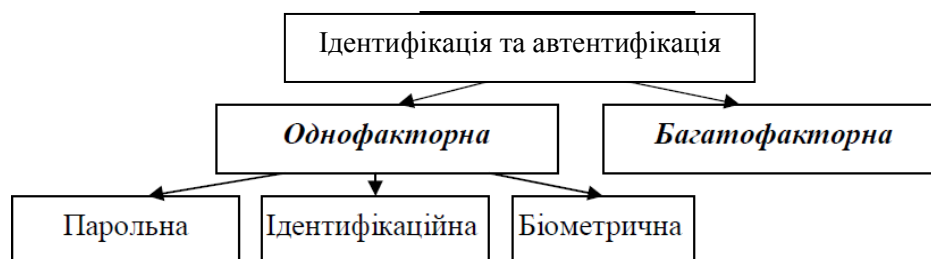 Ідентифікація та автентифікація
Однофакторна
Багатофакторна
Парольна
Ідентифікаційна
Біометрична